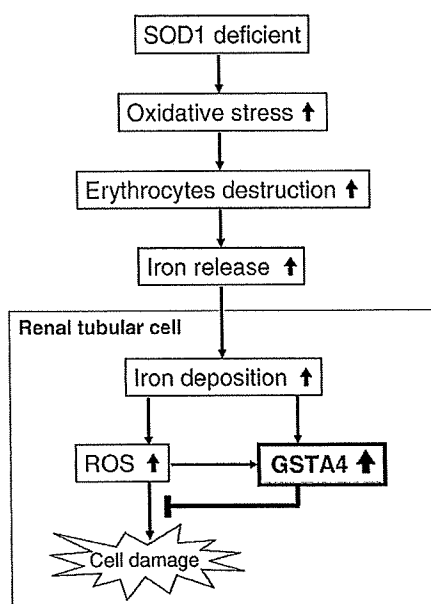 SOD1 deficient
Oxidative stress ↑
Erythrocytes destruction ↑
Iron release ↑
Renal tubular cell
Iron deposition ↑
ROS ↑
GSTA4 ↑
Cell damage